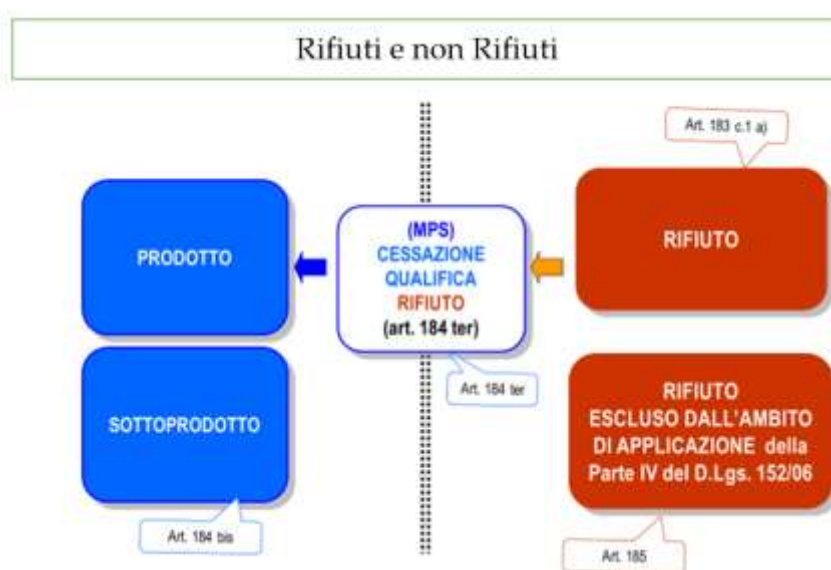 Rifiuti e non Rifiuti
Art. 183 c.1 a)
PRODOTTO
(MPS)
CESSAZIONE
QUALIFICA
RIFIUTO
(art. 184 ter)
RIFIUTO
Art. 184 ter
SOTTOPRODOTTO
RIFIUTO
ESCLUSO DALL'AMBITO
DI APPLICAZIONE della
Parte IV del D.Lgs. 152/06
Art. 184 bis
Art. 185